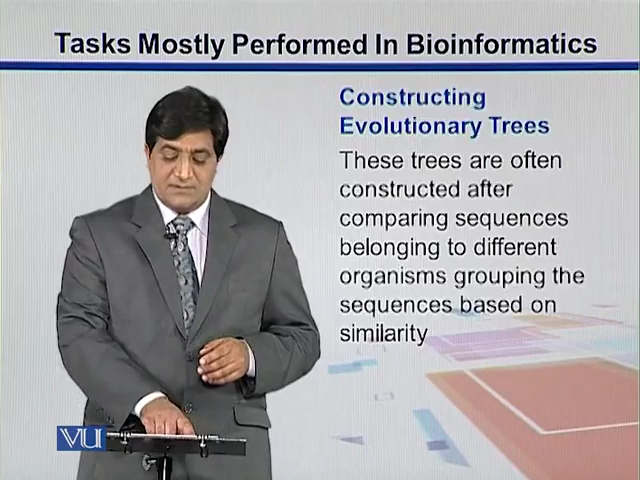 Tasks Mostly Performed In Bioinformatics
Constructing
Evolutionary Trees
These trees are often
constructed after
comparing sequences
belonging to different
organisms grouping the
sequences based on
similarity
VU